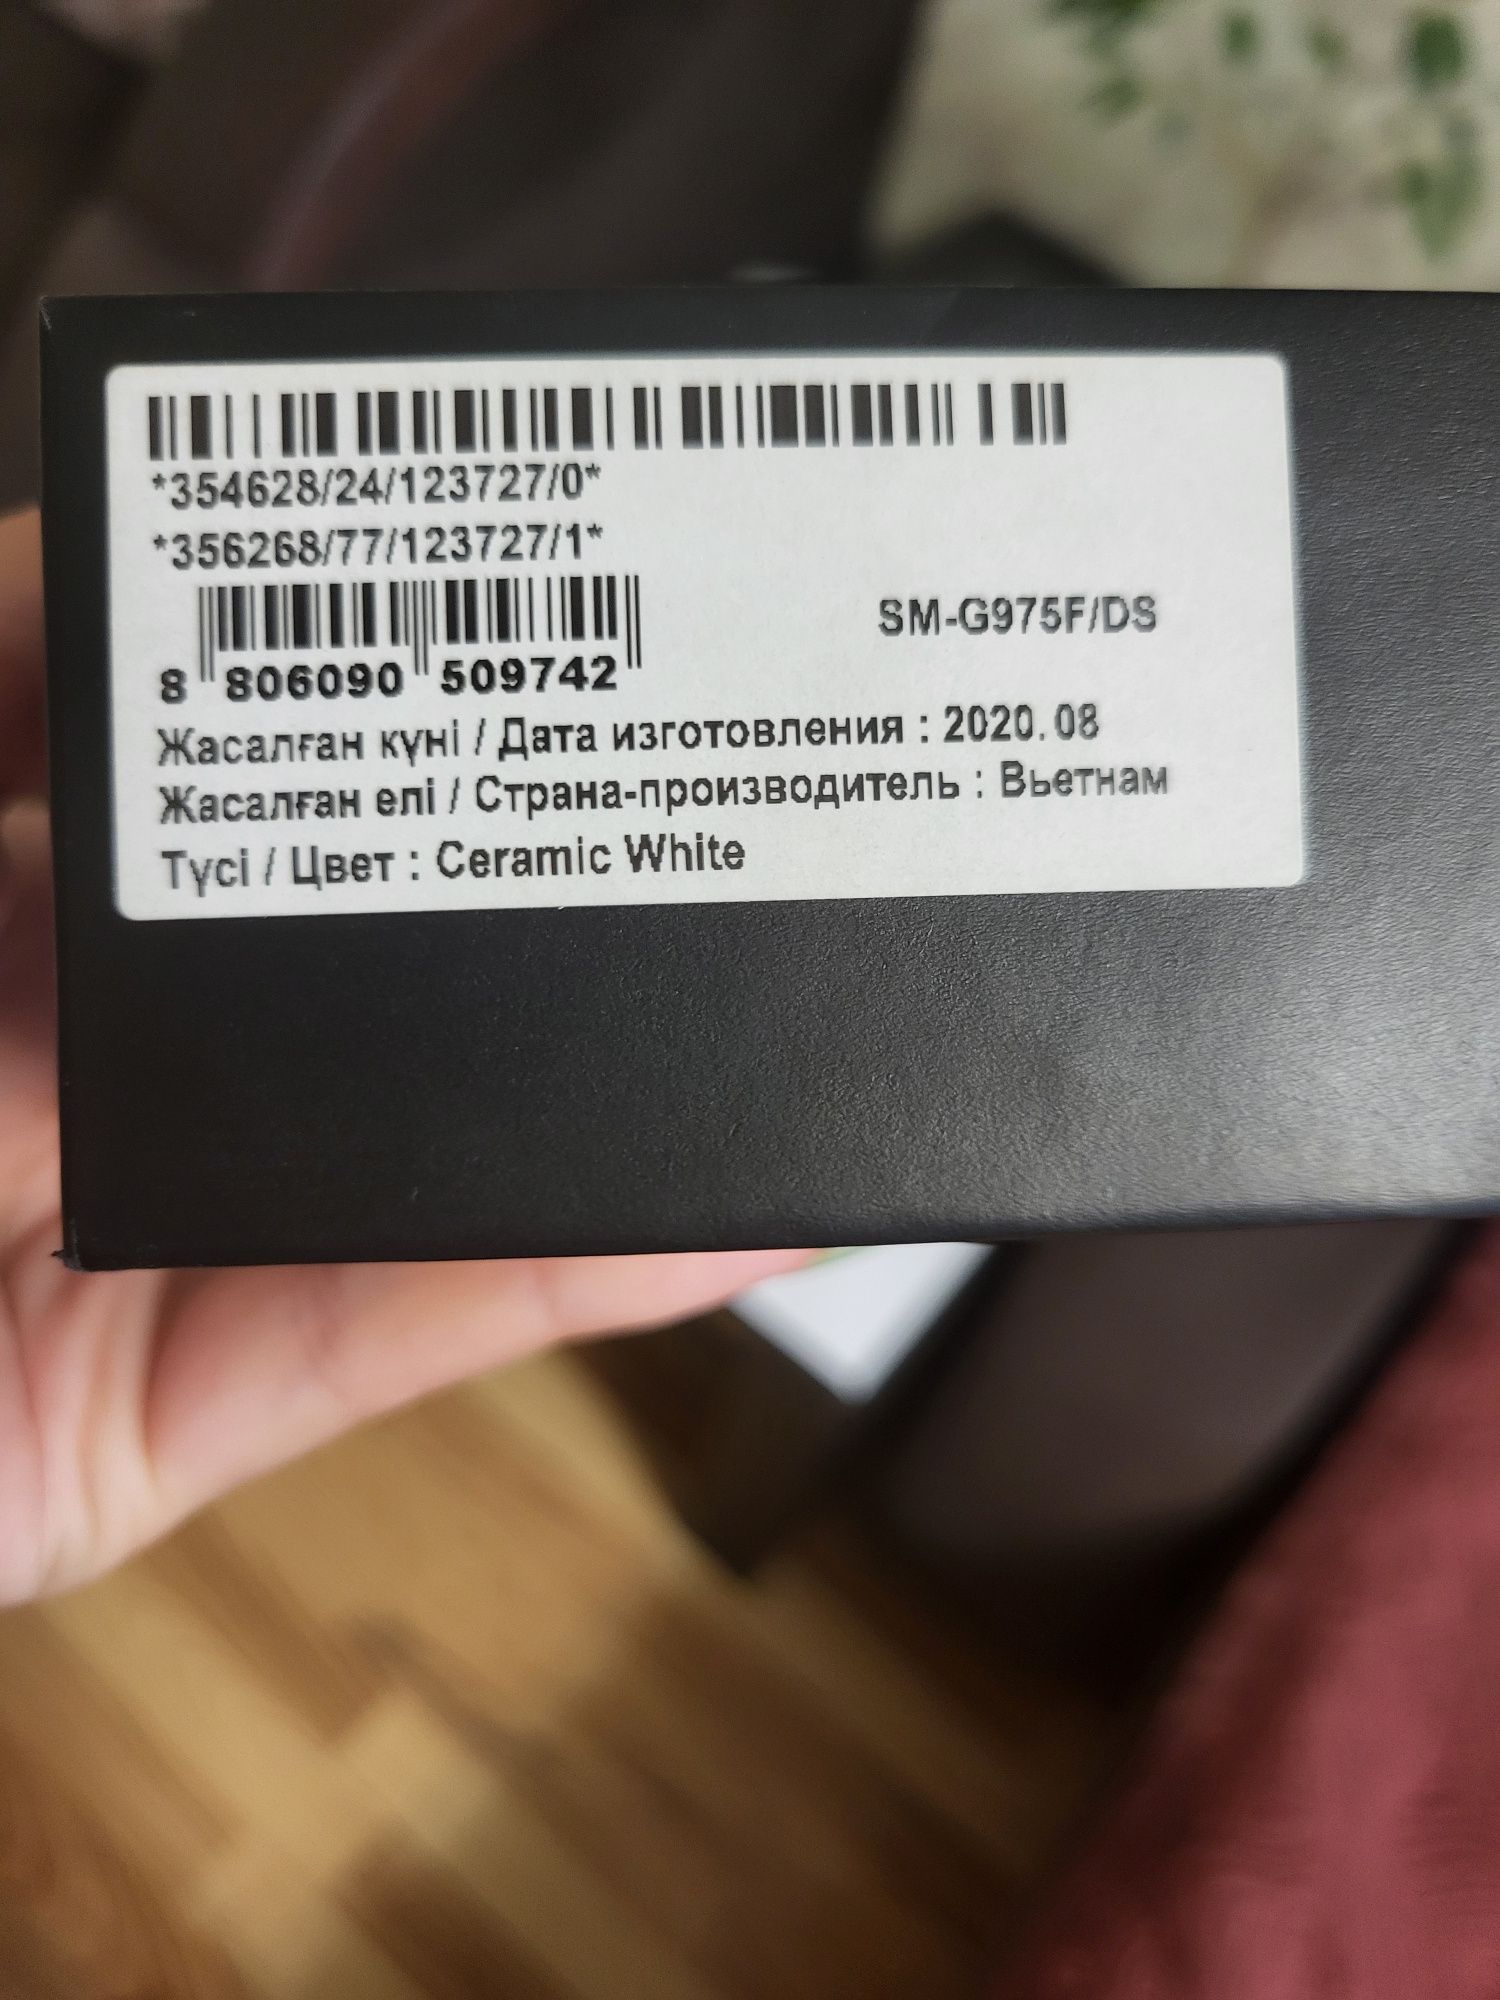 *354628/24/123727/0*
*356268/77/123727/1*
SM-G975F/DS
8 806090 509742
Жасалған күні / Дата изготовления : 2020.08
Жасалған елі / Страна-производитель : Вьетнам
Түсі / Цвет : Ceramic White